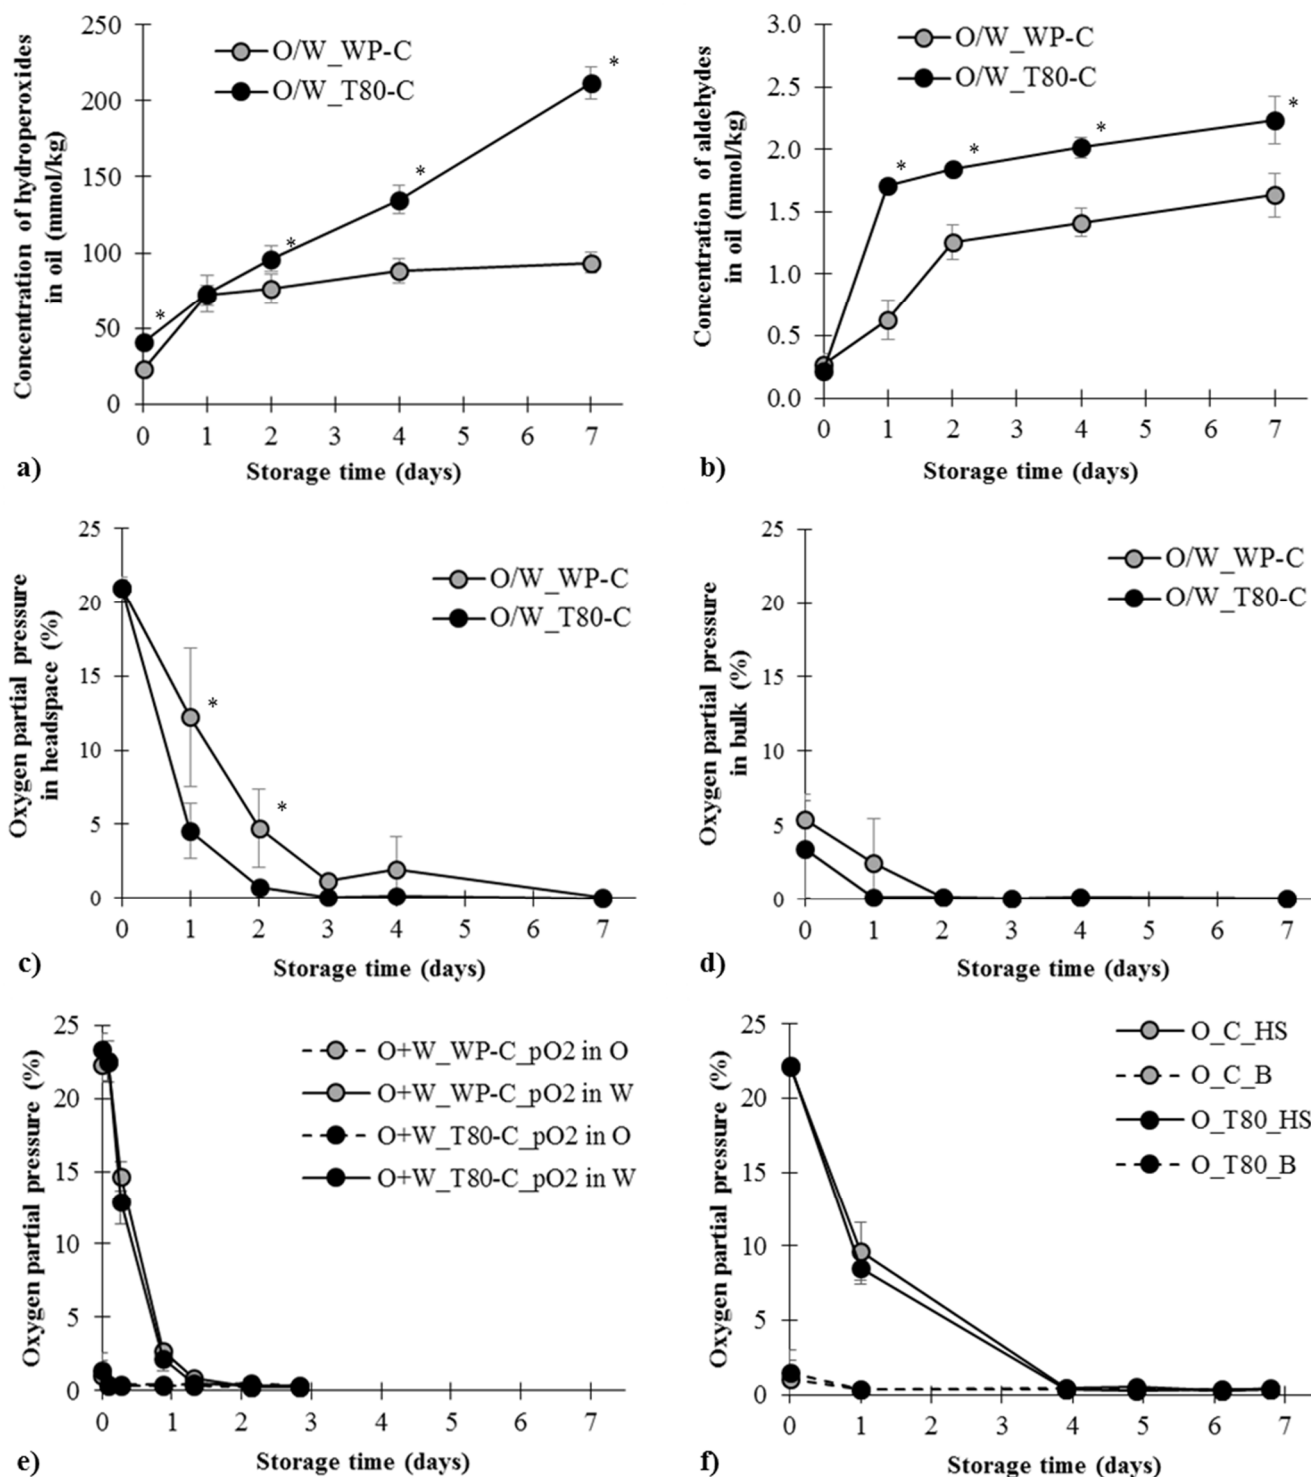 Concentration of hydroperoxides
in oil (mmol/kg)
250
200
150
100
50
0
O/W_WP-C
O/W_T80-C
*
*
*
*
0 1 2 3 4 5 6 7
Storage time (days)
a)
Concentration of aldehydes
in oil (mmol/kg)
3.0
2.5
2.0
1.5
1.0
0.5
0.0
O/W_WP-C
O/W_T80-C
*
*
*
*
0 1 2 3 4 5 6 7
Storage time (days)
b)
Oxygen partial pressure
in headspace (%)
25
20
15
10
5
0
O/W_WP-C
O/W_T80-C
*
*
0 1 2 3 4 5 6 7
Storage time (days)
c)
Oxygen partial pressure
in bulk (%)
25
20
15
10
5
0
O/W_WP-C
O/W_T80-C
0 1 2 3 4 5 6 7
Storage time (days)
d)
Oxygen partial pressure (%)
25
20
15
10
5
0
O+W_WP-C_pO2 in O
O+W_WP-C_pO2 in W
O+W_T80-C_pO2 in O
O+W_T80-C_pO2 in W
0 1 2 3 4 5 6 7
Storage time (days)
e)
Oxygen partial pressure (%)
25
20
15
10
5
0
O_C_HS
O_C_B
O_T80_HS
O_T80_B
0 1 2 3 4 5 6 7
Storage time (days)
f)